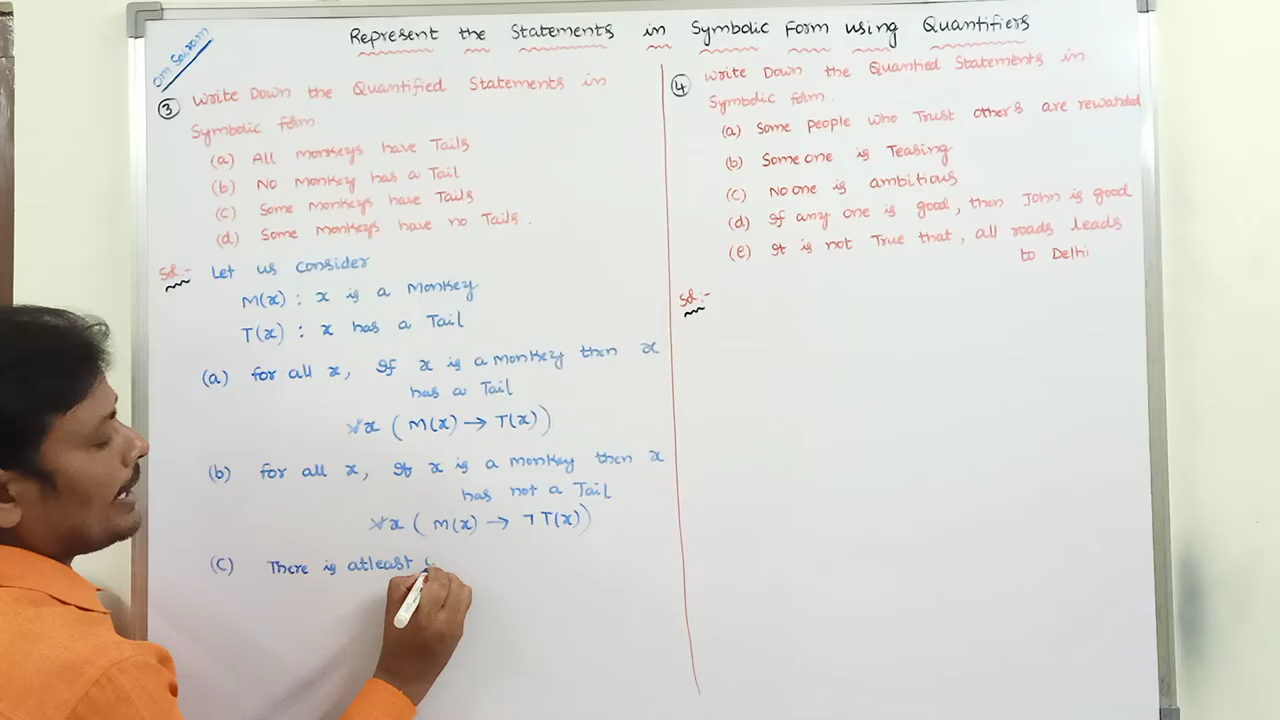 Represent the Statements in Symbolic Form using Quantifiers
③ Write Down the Quantified Statements in
Symbolic form.
(a) All monkeys have Tails
(b) No monkey has a Tail
(c) Some monkeys have Tails
(d) Some monkeys have no Tails.
Sol:- Let us consider
M(x) : x is a monkey
T(x) : x has a Tail
(a) for all x, If x is a monkey then x
has a Tail
∀x ( M(x) → T(x) )
(b) for all x, If x is a monkey then x
has not a Tail
∀x ( M(x) → ¬ T(x) )
(c) There is atleast
④ Write Down the Quantied Statements in
Symbolic form.
(a) Some people who Trust others are rewarded
(b) Some one is Teasing
(c) No one is ambitious
(d) If any one is good, then John is good
(e) It is not True that, all roads leads
to Delhi
Sol:-